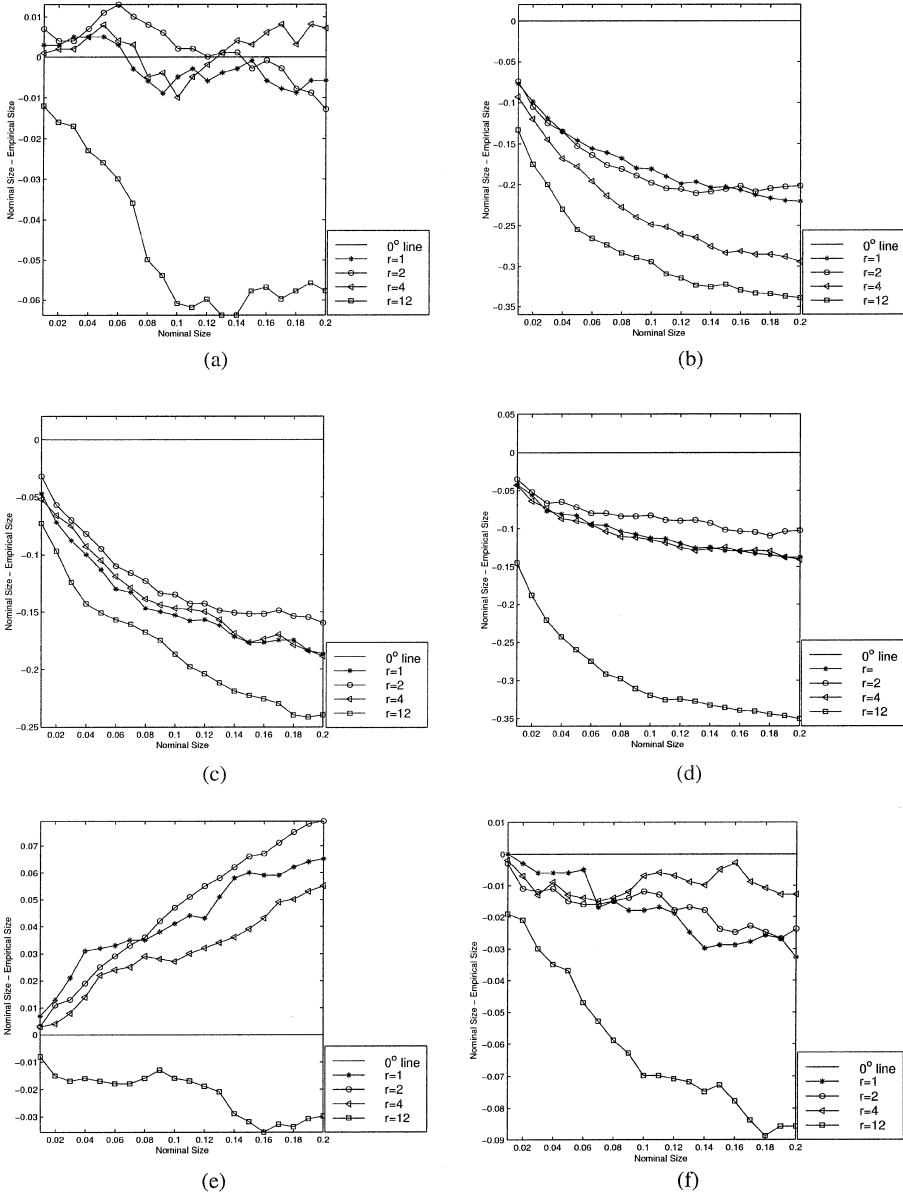 0.01
0
−0.01
−0.02
−0.03
−0.04
−0.05
−0.06
Nominal Size − Empirical Size
0.02 0.04 0.06 0.08 0.1 0.12 0.14 0.16 0.18 0.2
Nominal Size
0° line
r=1
r=2
r=4
r=12
(a)
0
−0.05
−0.1
−0.15
−0.2
−0.25
−0.3
−0.35
Nominal Size − Empirical Size
0.02 0.04 0.06 0.08 0.1 0.12 0.14 0.16 0.18 0.2
Nominal Size
0° line
r=1
r=2
r=4
r=12
(b)
0
−0.05
−0.1
−0.15
−0.2
−0.25
Nominal Size − Empirical Size
0.02 0.04 0.06 0.08 0.1 0.12 0.14 0.16 0.18 0.2
Nominal Size
0° line
r=1
r=2
r=4
r=12
(c)
0.05
0
−0.05
−0.1
−0.15
−0.2
−0.25
−0.3
−0.35
Nominal Size − Empirical Size
0.02 0.04 0.06 0.08 0.1 0.12 0.14 0.16 0.18 0.2
Nominal Size
0° line
r=
r=2
r=4
r=12
(d)
0.07
0.06
0.05
0.04
0.03
0.02
0.01
0
−0.01
−0.02
−0.03
Nominal Size − Empirical Size
0.02 0.04 0.06 0.08 0.1 0.12 0.14 0.16 0.18 0.2
Nominal Size
0° line
r=1
r=2
r=4
r=12
(e)
0.01
0
−0.01
−0.02
−0.03
−0.04
−0.05
−0.06
−0.07
−0.08
−0.09
Nominal Size − Empirical Size
0.02 0.04 0.06 0.08 0.1 0.12 0.14 0.16 0.18 0.2
Nominal Size
0° line
r=1
r=2
r=4
r=12
(f)